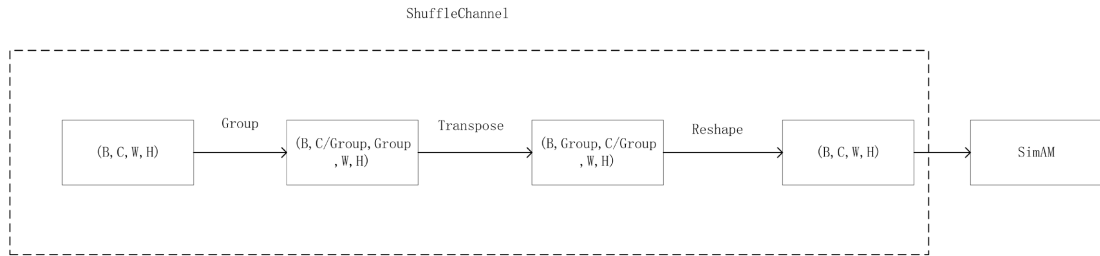 ShuffleChannel
(B,C,W,H)
Group
(B,C/Group,Group
,W,H)
Transpose
(B,Group,C/Group
,W,H)
Reshape
(B,C,W,H)
SimAM